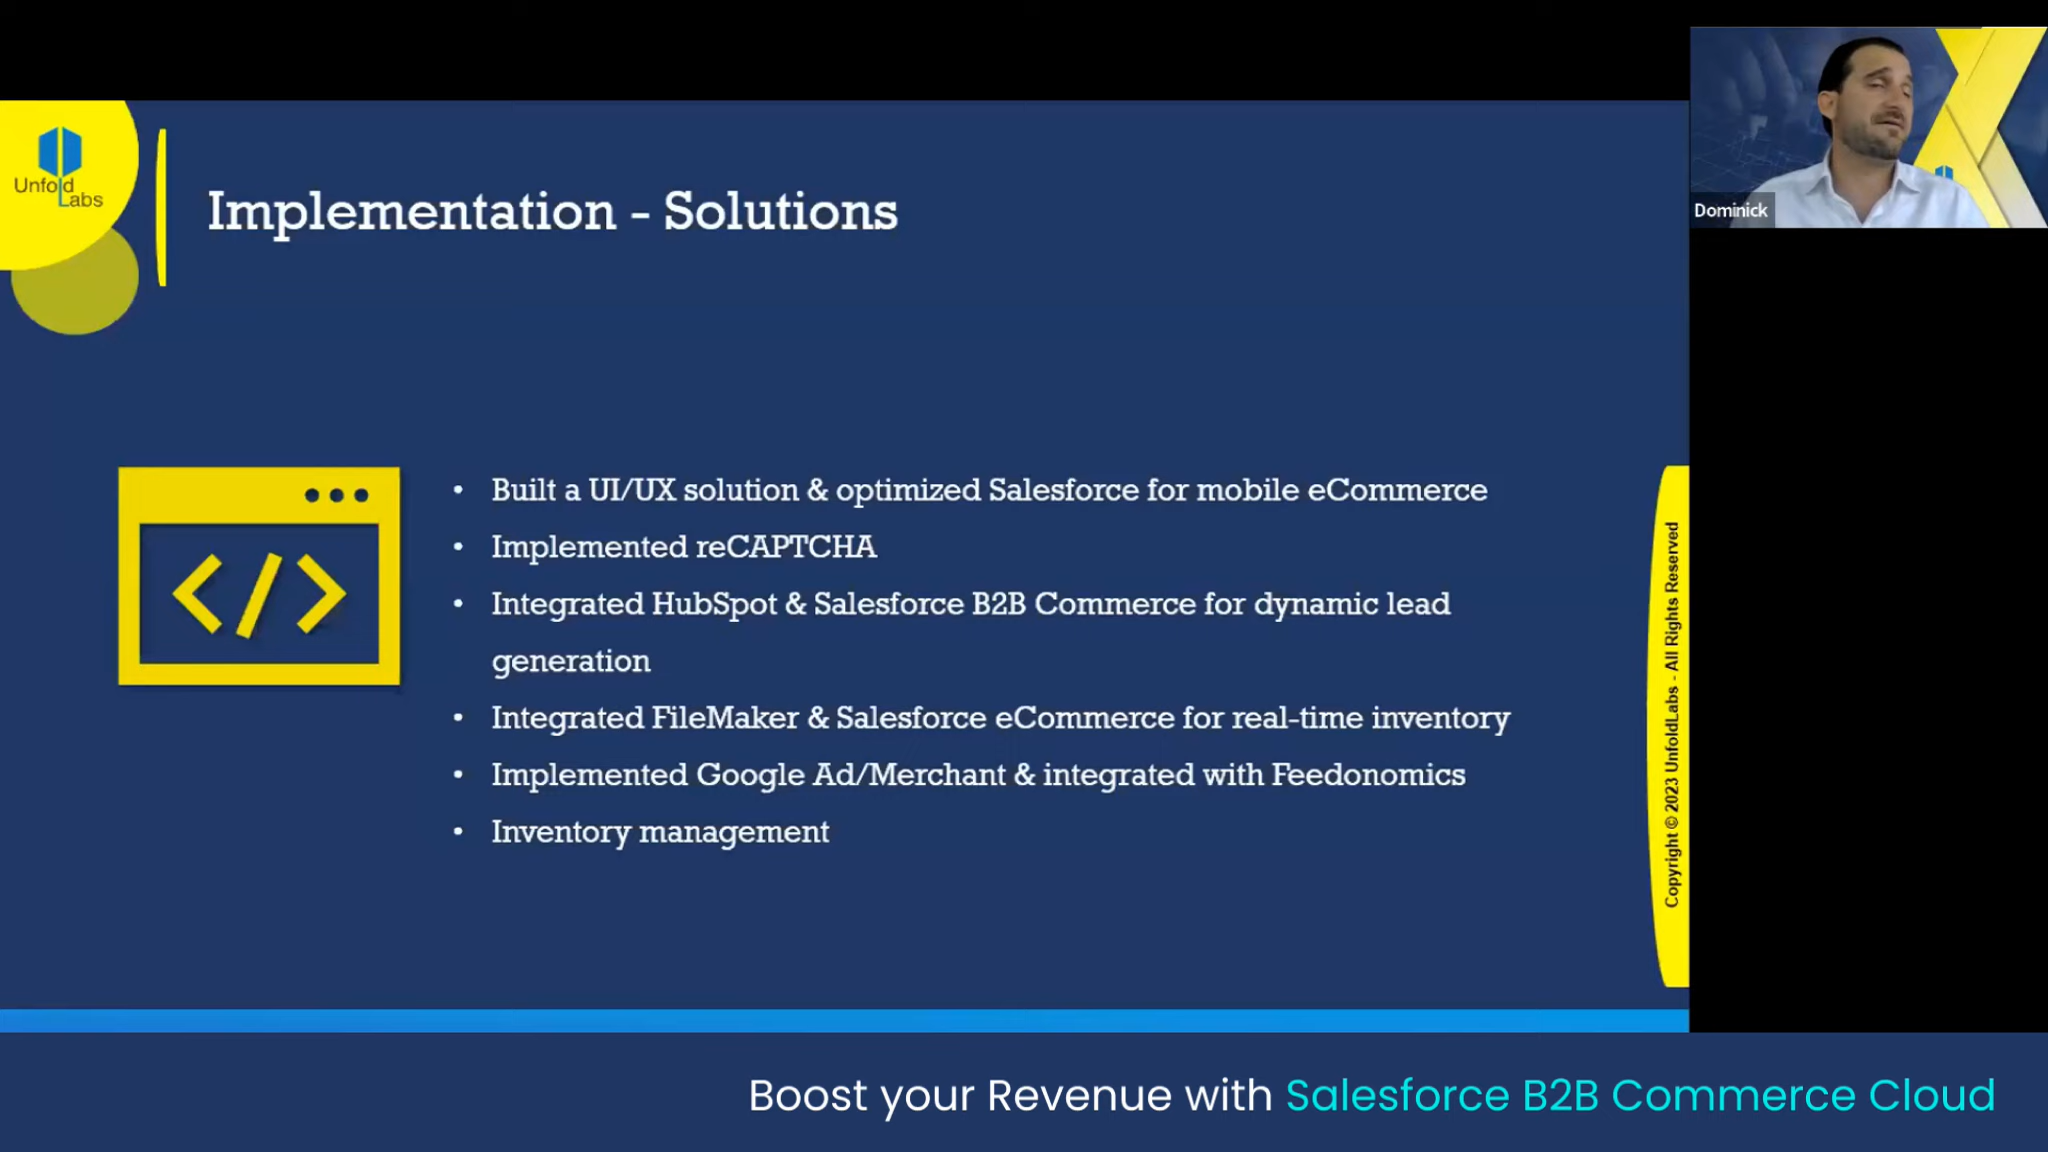 Unfold
Labs
Implementation - Solutions
Dominick
</>
• Built a UI/UX solution & optimized Salesforce for mobile eCommerce
• Implemented reCAPTCHA
• Integrated HubSpot & Salesforce B2B Commerce for dynamic lead
generation
• Integrated FileMaker & Salesforce eCommerce for real-time inventory
• Implemented Google Ad/Merchant & integrated with Feedonomics
• Inventory management
Copyright © 2023 UnfoldLabs - All Rights Reserved
Boost your Revenue with Salesforce B2B Commerce Cloud